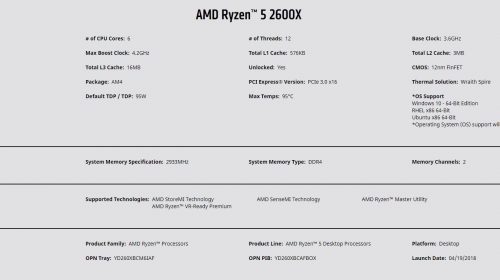 AMD Ryzen™ 5 2600X
# of CPU Cores: 6
# of Threads: 12
Base Clock: 3.6GHz
Max Boost Clock: 4.2GHz
Total L1 Cache: 576KB
Total L2 Cache: 3MB
Total L3 Cache: 16MB
Unlocked: Yes
CMOS: 12nm FinFET
Package: AM4
PCI Express® Version: PCIe 3.0 x16
Thermal Solution: Wraith Spire
Default TDP / TDP: 95W
Max Temps: 95°C
*OS Support
Windows 10 - 64-Bit Edition
RHEL x86 64-Bit
Ubuntu x86 64-Bit
*Operating System (OS) support will
System Memory Specification: 2933MHz
System Memory Type: DDR4
Memory Channels: 2
Supported Technologies: AMD StoreMI Technology
AMD SenseMI Technology
AMD Ryzen™ Master Utility
AMD Ryzen™ VR-Ready Premium
Product Family: AMD Ryzen™ Processors
Product Line: AMD Ryzen™ 5 Desktop Processors
Platform: Desktop
OPN Tray: YD260XBCM6IAF
OPN PIB: YD260XBCAFBOX
Launch Date: 04/19/2018